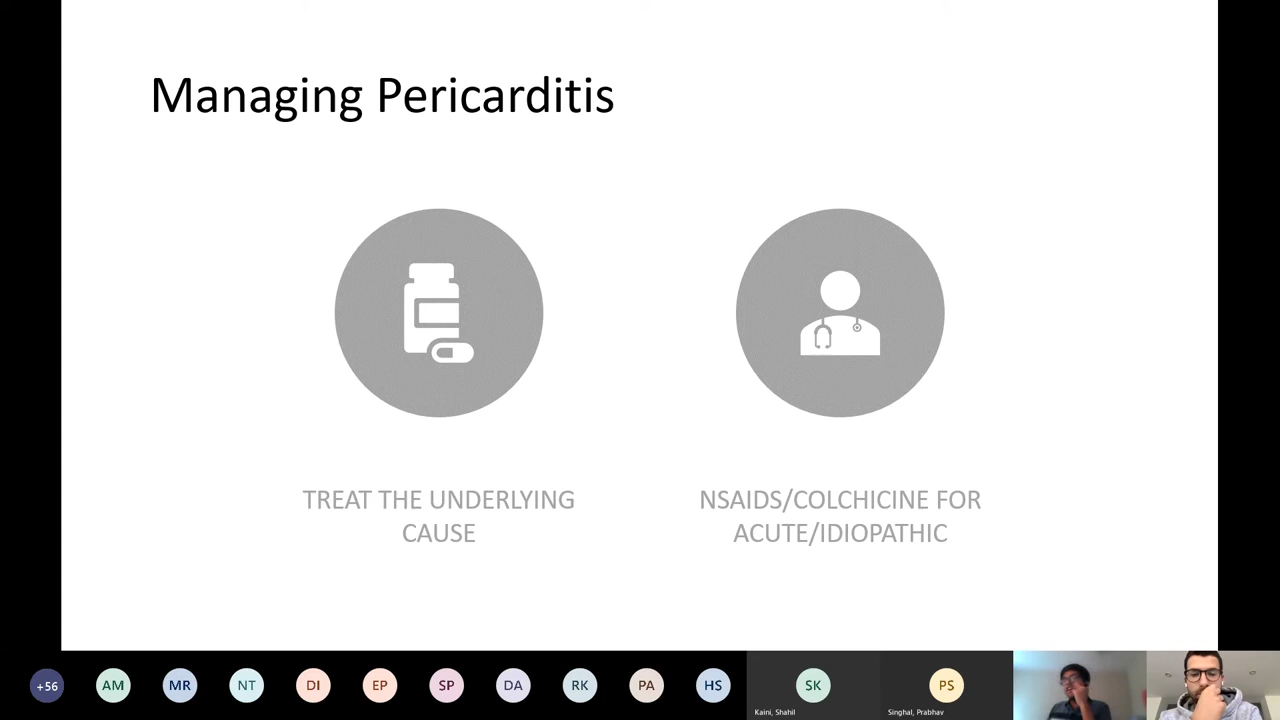 Managing Pericarditis
TREAT THE UNDERLYING
CAUSE
NSAIDS/COLCHICINE FOR
ACUTE/IDIOPATHIC
+56
AM
MR
NT
DI
EP
SP
DA
RK
PA
HS
SK
Kaini, Shahil
PS
Singhal, Prabhav